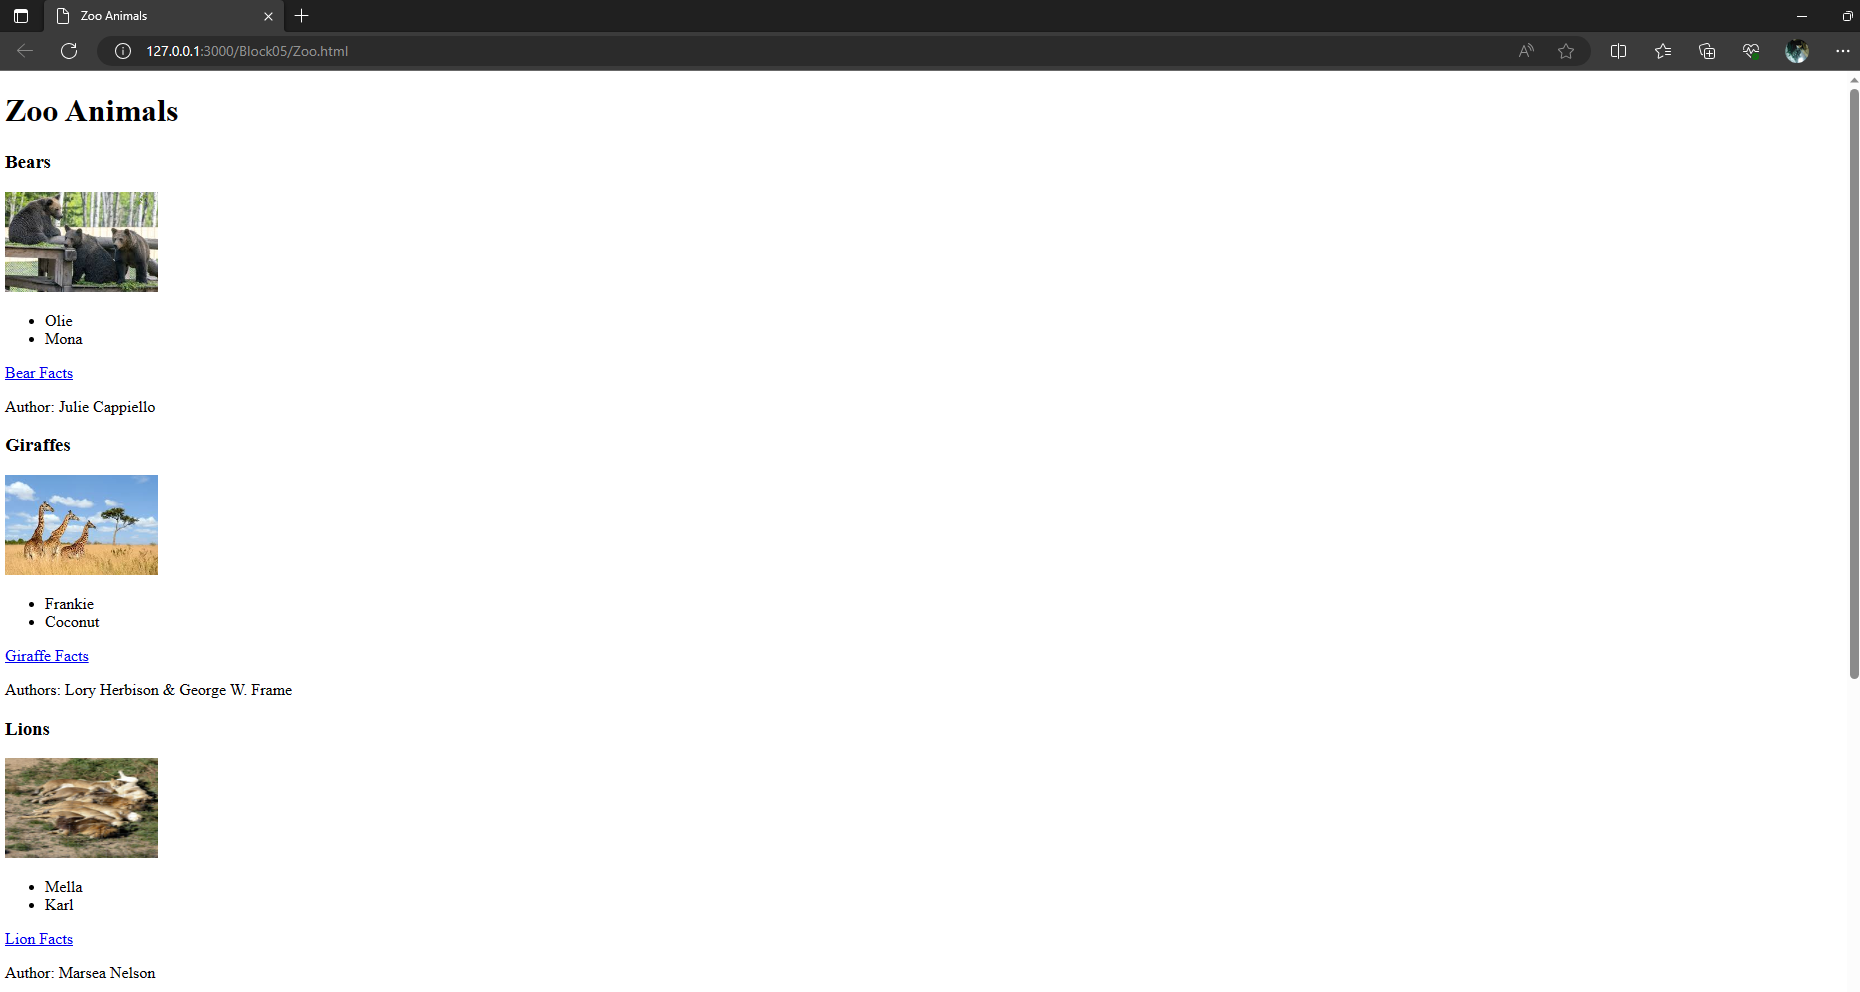 Zoo Animals
127.0.0.1:3000/Block05/Zoo.html
Zoo Animals
Bears
Olie
Mona
Bear Facts
Author: Julie Cappiello
Giraffes
Frankie
Coconut
Giraffe Facts
Authors: Lory Herbison & George W. Frame
Lions
Mella
Karl
Lion Facts
Author: Marsea Nelson